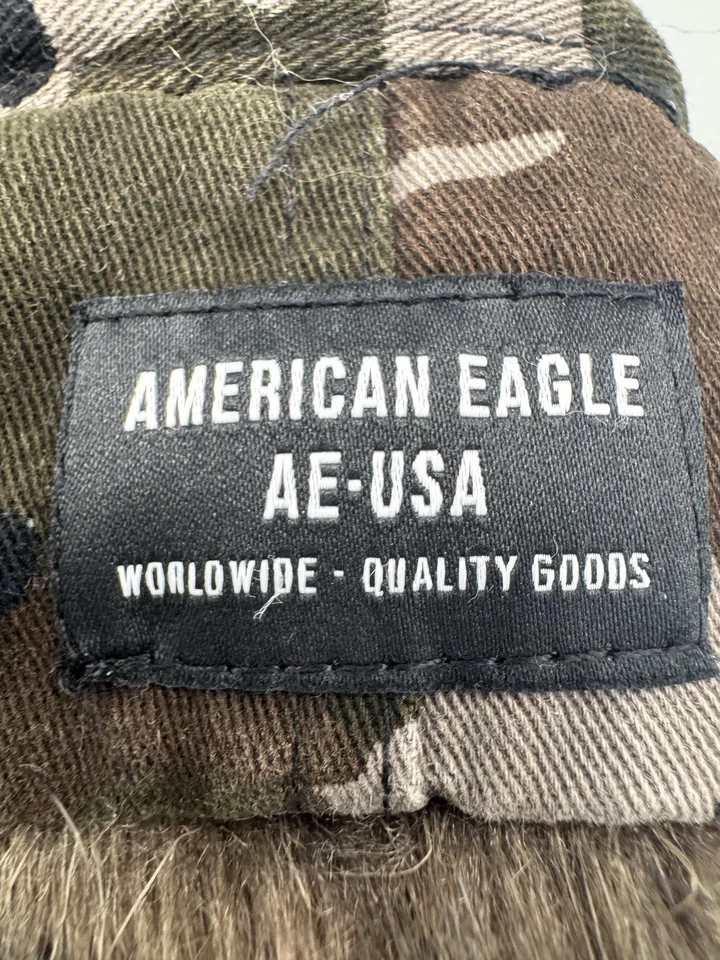 AMERICAN EAGLE
AE-USA
WORLDWIDE - QUALITY GOODS